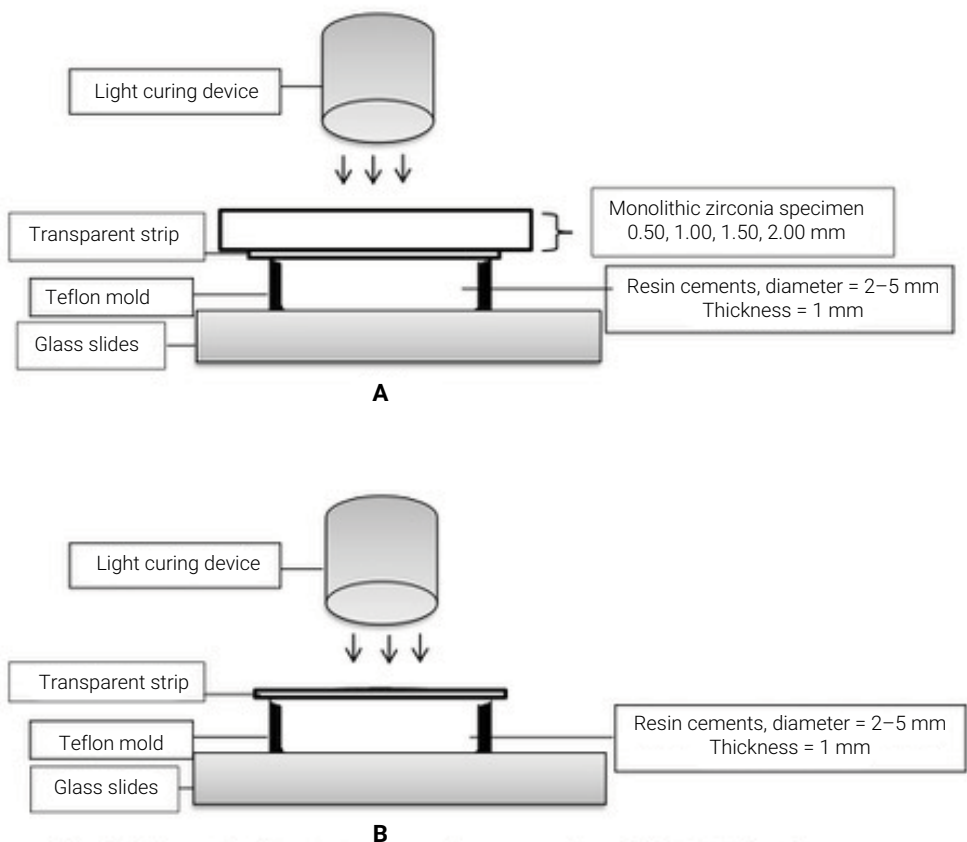 Light curing device
Transparent strip
Monolithic zirconia specimen
0.50, 1.00, 1.50, 2.00 mm
Teflon mold
Resin cements, diameter = 2–5 mm
Thickness = 1 mm
Glass slides
A
Light curing device
Transparent strip
Teflon mold
Resin cements, diameter = 2–5 mm
Thickness = 1 mm
Glass slides
B